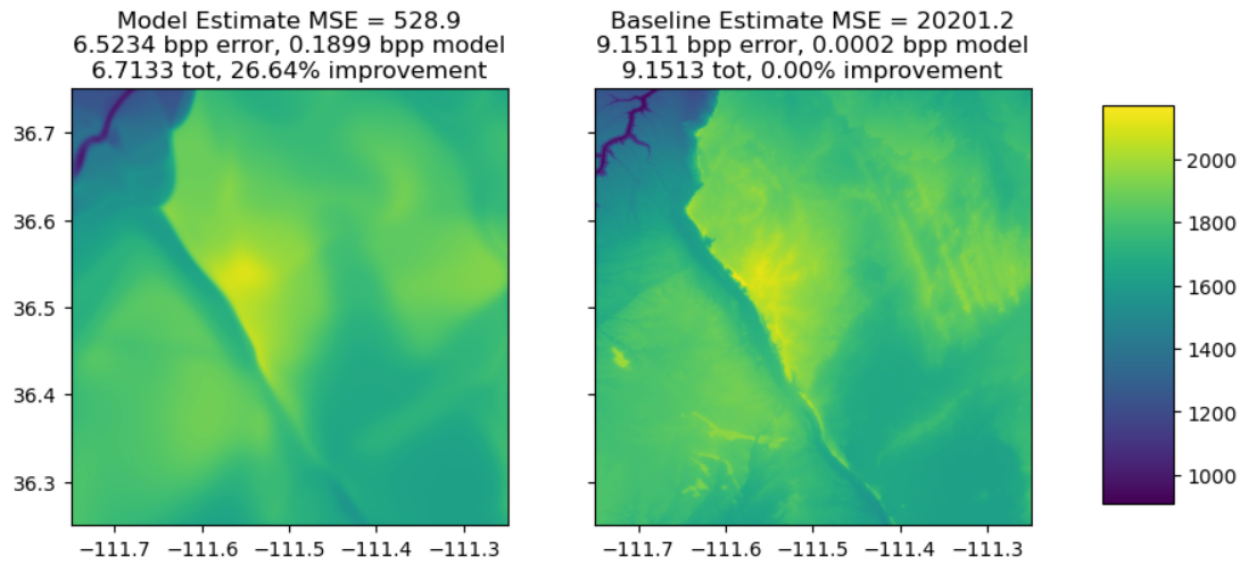 Model Estimate MSE = 528.9
6.5234 bpp error, 0.1899 bpp model
6.7133 tot, 26.64% improvement
Baseline Estimate MSE = 20201.2
9.1511 bpp error, 0.0002 bpp model
9.1513 tot, 0.00% improvement
36.7
36.6
36.5
36.4
36.3
−111.7 −111.6 −111.5 −111.4 −111.3
−111.7 −111.6 −111.5 −111.4 −111.3
2000
1800
1600
1400
1200
1000